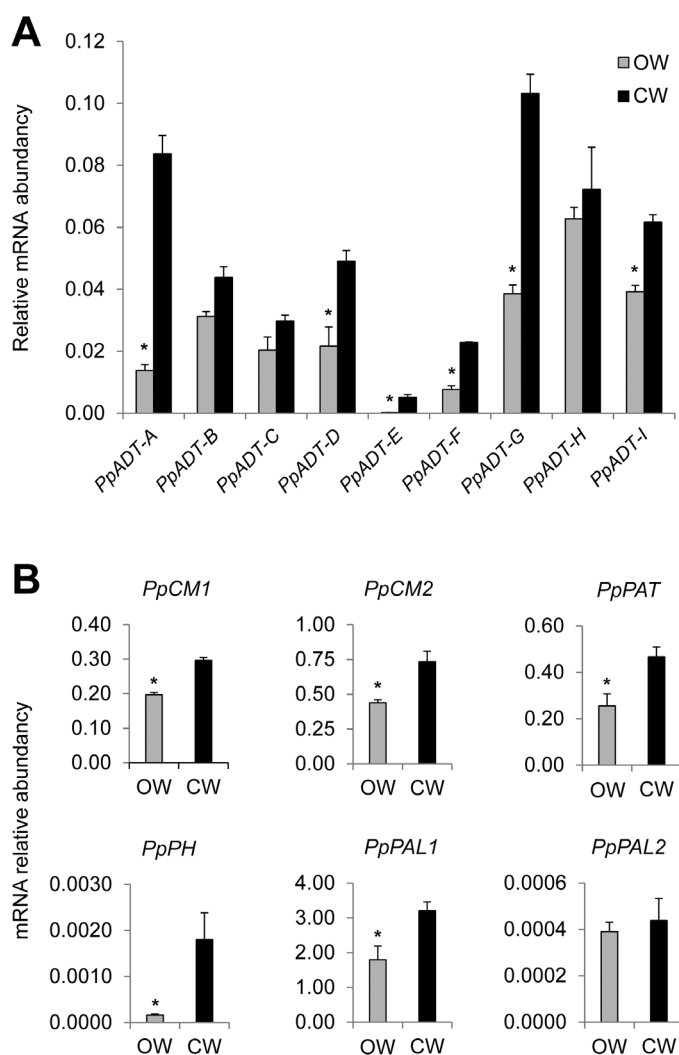 A
Relative mRNA abundancy
0.12
0.10
0.08
0.06
0.04
0.02
0.00
OW
CW
*
*
*
*
*
*
PpADT-A
PpADT-B
PpADT-C
PpADT-D
PpADT-E
PpADT-F
PpADT-G
PpADT-H
PpADT-I
B
mRNA relative abundancy
PpCM1
0.40
0.30
0.20
0.10
0.00
*
OW CW
PpCM2
1.00
0.75
0.50
0.25
0.00
*
OW CW
PpPAT
0.60
0.40
0.20
0.00
*
OW CW
PpPH
0.0030
0.0020
0.0010
0.0000
*
OW CW
PpPAL1
4.00
3.00
2.00
1.00
0.00
*
OW CW
PpPAL2
0.0006
0.0004
0.0002
0.0000
OW CW